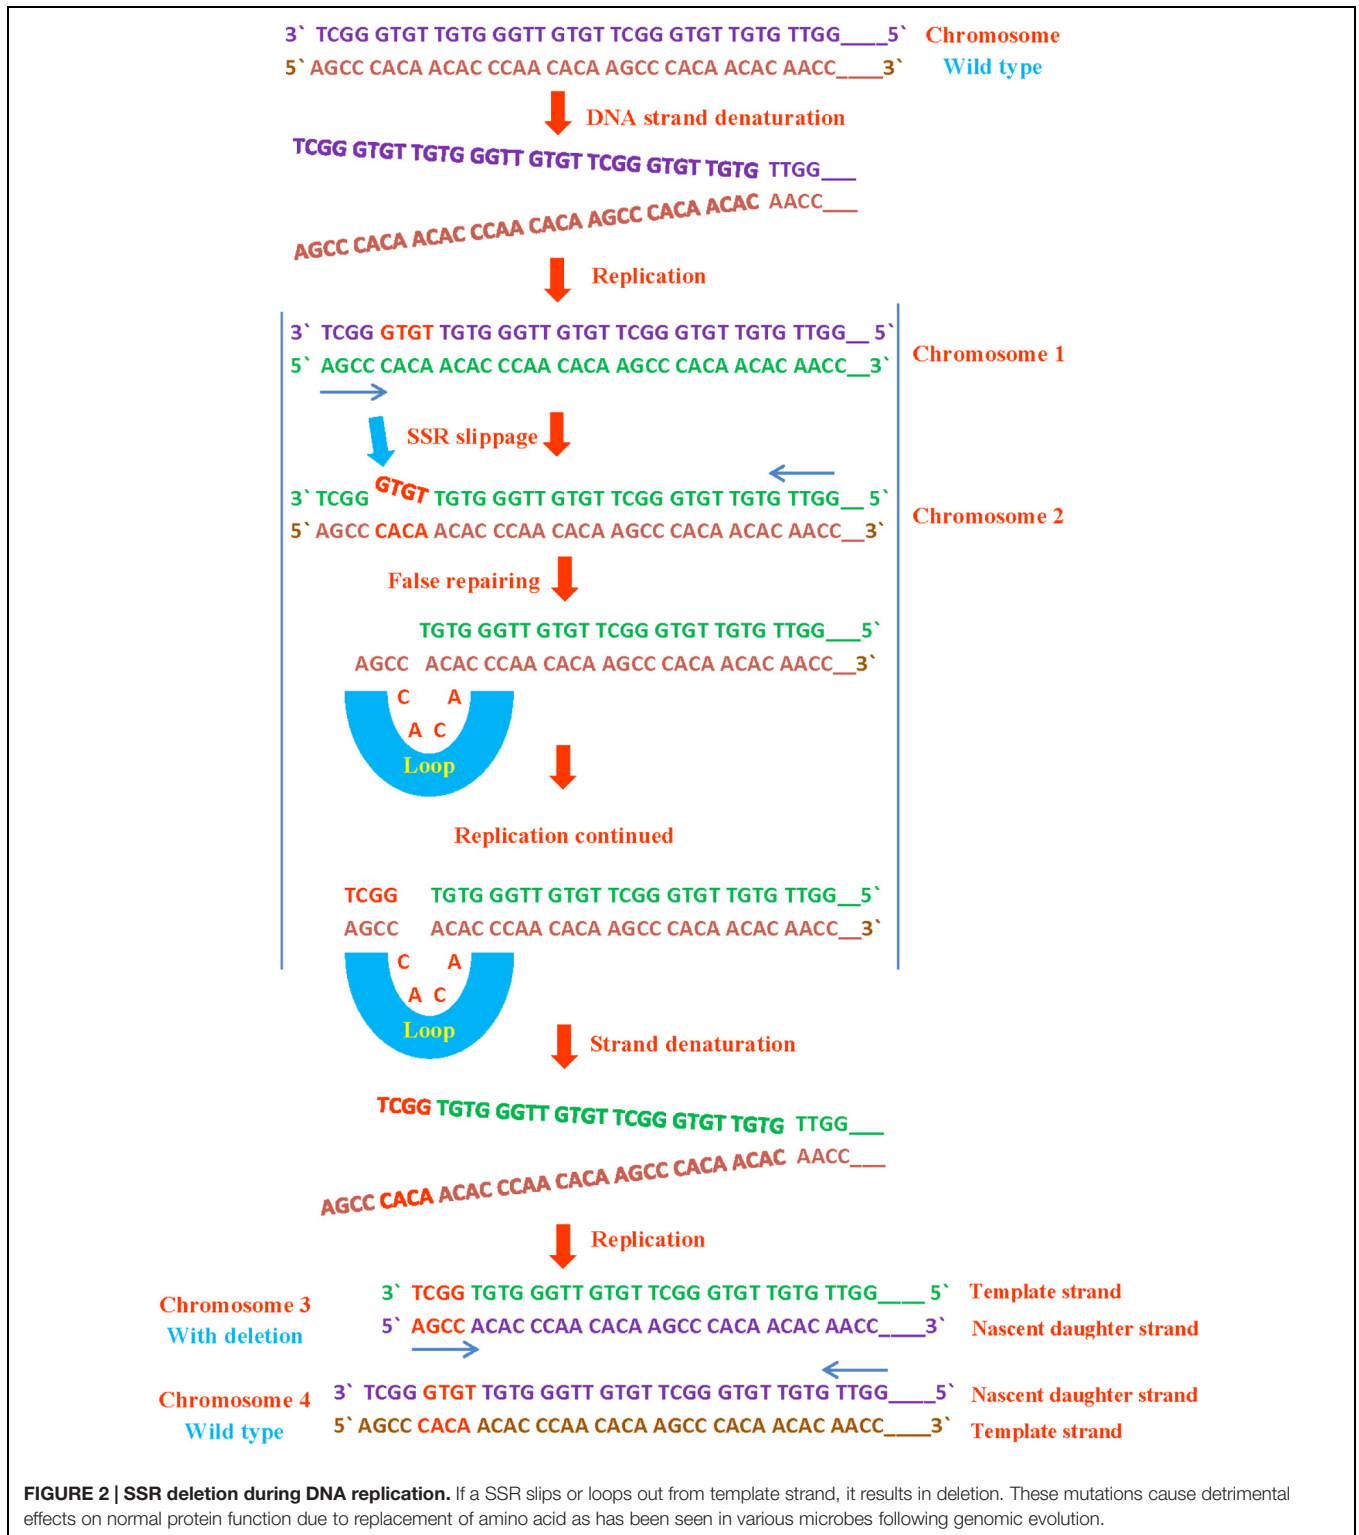 3` TCGG GTGT TGTG GGTT GTGT TCGG GTGT TGTG TTGG____5` Chromosome
5` AGCC CACA ACAC CCAA CACA AGCC CACA ACAC AACC____3` Wild type
DNA strand denaturation
TCGG GTGT TGTG GGTT GTGT TCGG GTGT TGTG TTGG___
AGCC CACA ACAC CCAA CACA AGCC CACA ACAC AACC___
Replication
3` TCGG GTGT TGTG GGTT GTGT TCGG GTGT TGTG TTGG__ 5`
Chromosome 1
5` AGCC CACA ACAC CCAA CACA AGCC CACA ACAC AACC__3`
SSR slippage
3` TCGG GTGT TGTG GGTT GTGT TCGG GTGT TGTG TTGG__ 5`
Chromosome 2
5` AGCC CACA ACAC CCAA CACA AGCC CACA ACAC AACC__3`
False repairing
TGTG GGTT GTGT TCGG GTGT TGTG TTGG___5`
AGCC ACAC CCAA CACA AGCC CACA ACAC AACC__3`
C A
A C
Loop
Replication continued
TCGG TGTG GGTT GTGT TCGG GTGT TGTG TTGG__5`
AGCC ACAC CCAA CACA AGCC CACA ACAC AACC__3`
C A
A C
Loop
Strand denaturation
TCGG TGTG GGTT GTGT TCGG GTGT TGTG TTGG___
AGCC CACA ACAC CCAA CACA AGCC CACA ACAC AACC___
Replication
3` TCGG TGTG GGTT GTGT TCGG GTGT TGTG TTGG____ 5` Template strand
Chromosome 3
5` AGCC ACAC CCAA CACA AGCC CACA ACAC AACC____3` Nascent daughter strand
With deletion
3` TCGG GTGT TGTG GGTT GTGT TCGG GTGT TGTG TTGG____5` Nascent daughter strand
Chromosome 4
5` AGCC CACA ACAC CCAA CACA AGCC CACA ACAC AACC____3` Template strand
Wild type
FIGURE 2 | SSR deletion during DNA replication. If a SSR slips or loops out from template strand, it results in deletion. These mutations cause detrimental
effects on normal protein function due to replacement of amino acid as has been seen in various microbes following genomic evolution.